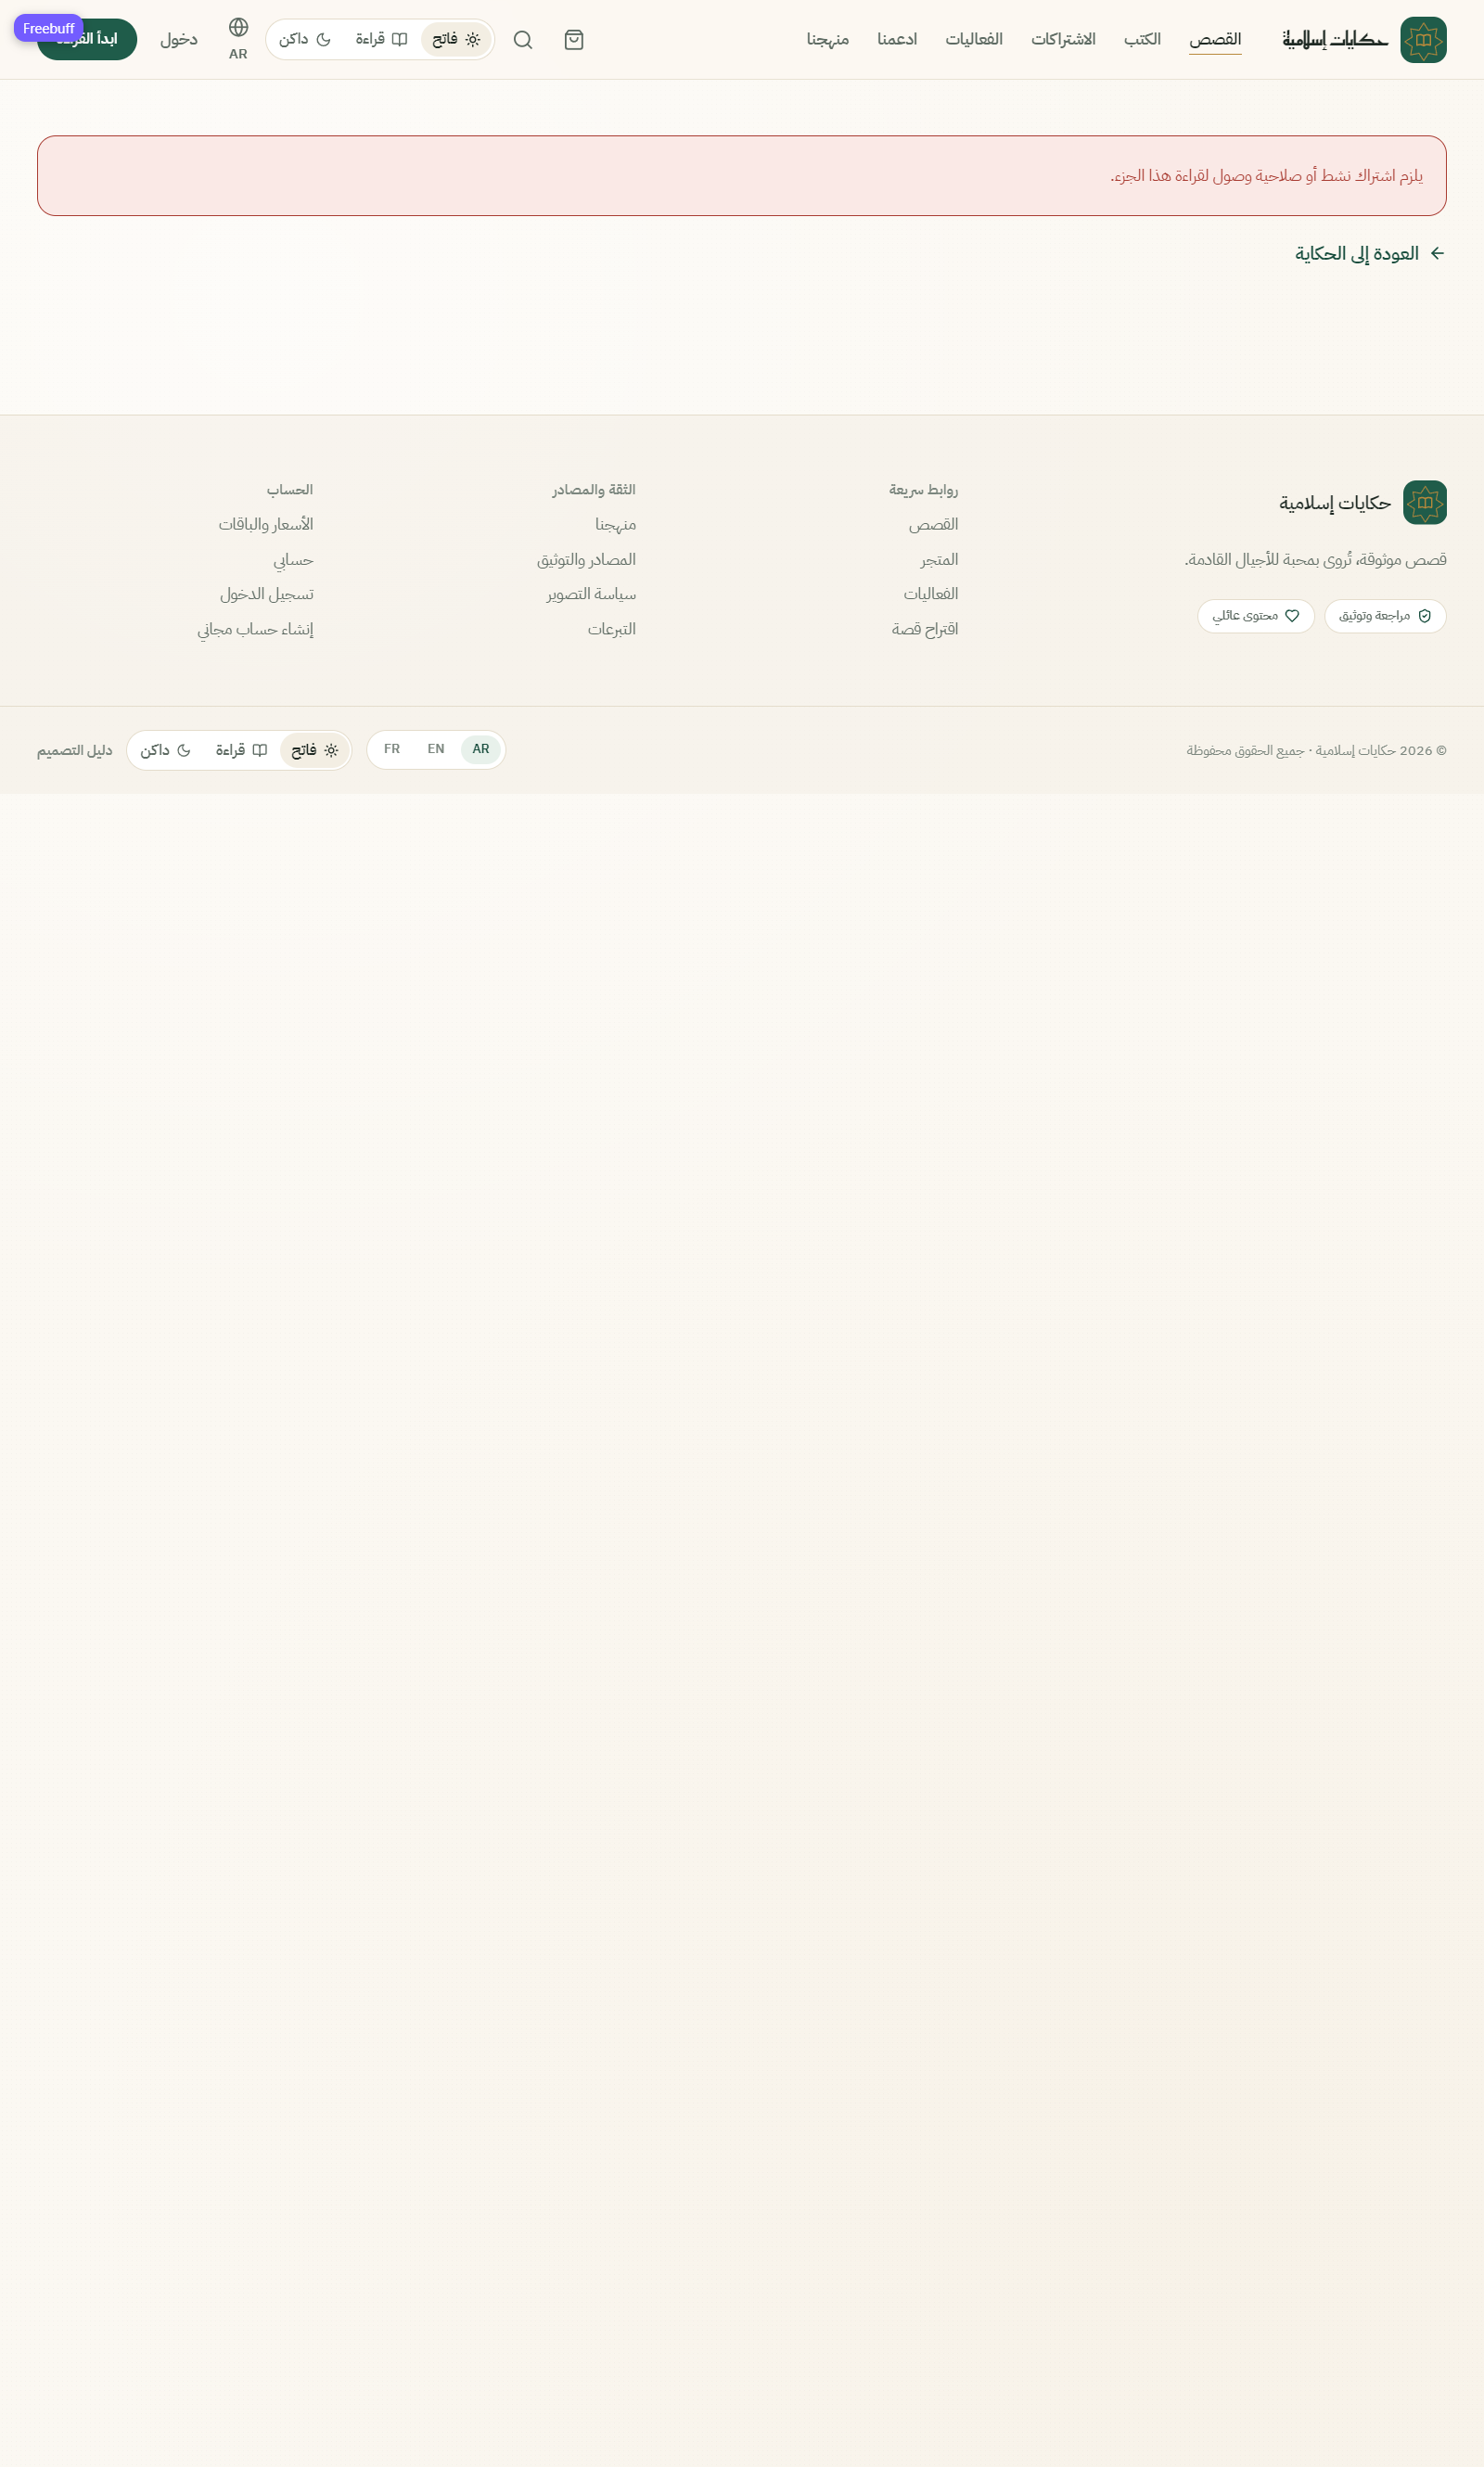 حكايات إسلامية
القصص
الكتب
الاشتراكات
الفعاليات
ادعمنا
منهجنا
فاتح
قراءة
داكن
AR
دخول
ابدأ
Freebuff
يلزم اشتراك نشط أو صلاحية وصول لقراءة هذا الجزء.
العودة إلى الحكاية
حكايات إسلامية
قصص موثوقة، تُروى بمحبة للأجيال القادمة.
مراجعة وتوثيق
محتوى عائلي
روابط سريعة
القصص
المتجر
الفعاليات
اقتراح قصة
الثقة والمصادر
منهجنا
المصادر والتوثيق
سياسة التصوير
التبرعات
الحساب
الأسعار والباقات
حسابي
تسجيل الدخول
إنشاء حساب مجاني
© 2026 حكايات إسلامية · جميع الحقوق محفوظة
AR
EN
FR
فاتح
قراءة
داكن
دليل التصميم